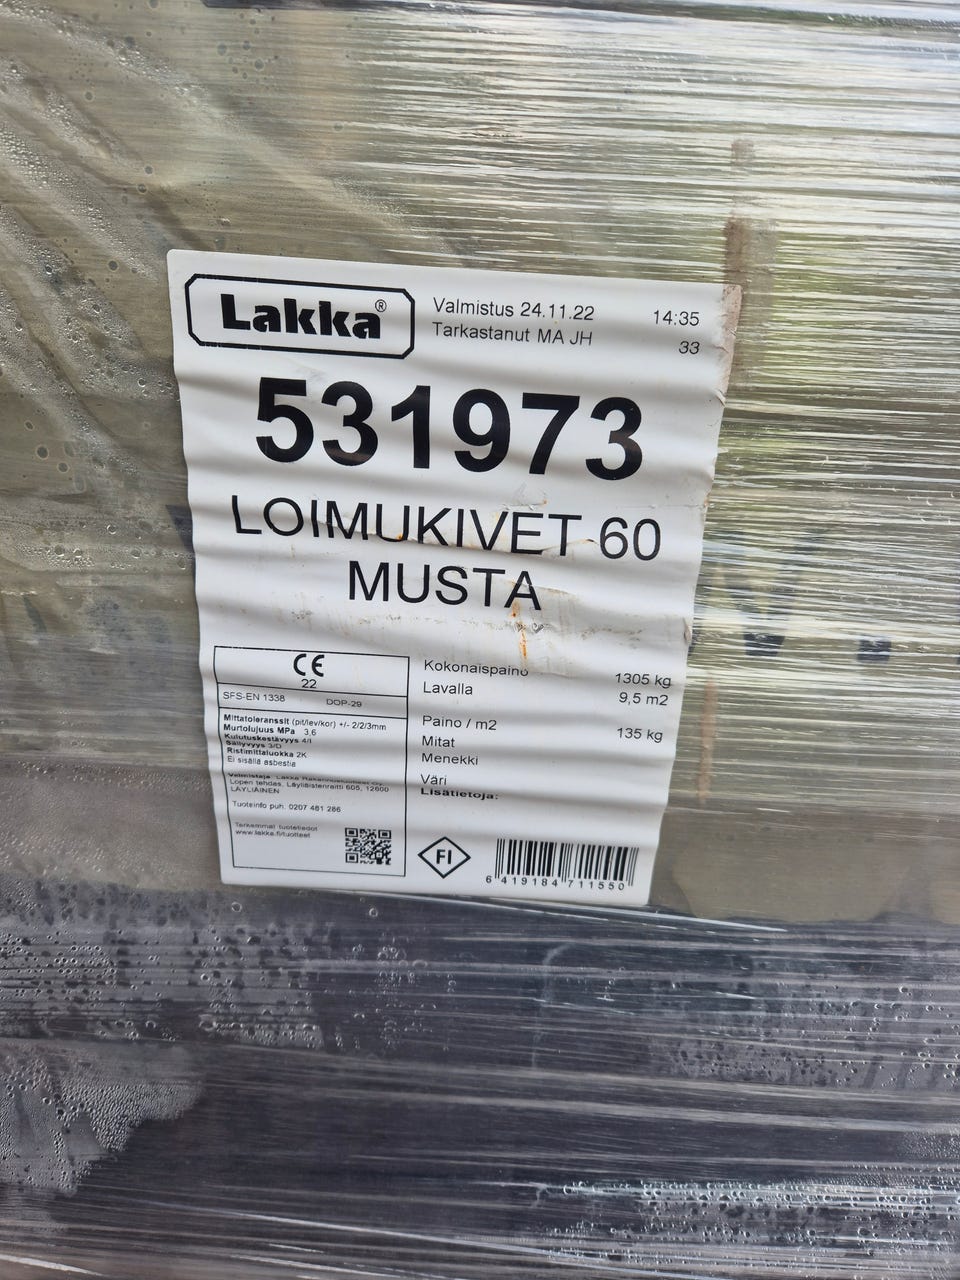 Lakka®
Valmistus 24.11.22 14:35
Tarkastanut MA JH 33
531973
LOIMUKIVET 60
MUSTA
CE
22
SFS-EN 1338 DOP-29
Mittatoleranssit (pit/lev/kor) +/- 2/2/3mm
Murtolujuus MPa 3,6
Kulutuskestävyys 4/I
Säilyvyys 3/D
Ristimittaluokka 2K
Ei sisällä asbestia
Valmistaja Lakka Rakennustuotteet Oy
Lopen tehdas, Läyliäistenraitti 605, 12600
LÄYLIÄINEN
Tuoteinfo puh. 0207 481 286
Tarkemmat tuotetiedot
www.lakka.fi/tuotteet
Kokonaispaino 1305 kg
Lavalla 9,5 m2
Paino / m2 135 kg
Mitat
Menekki
Väri
Lisätietoja:
FI
6 419184 711550